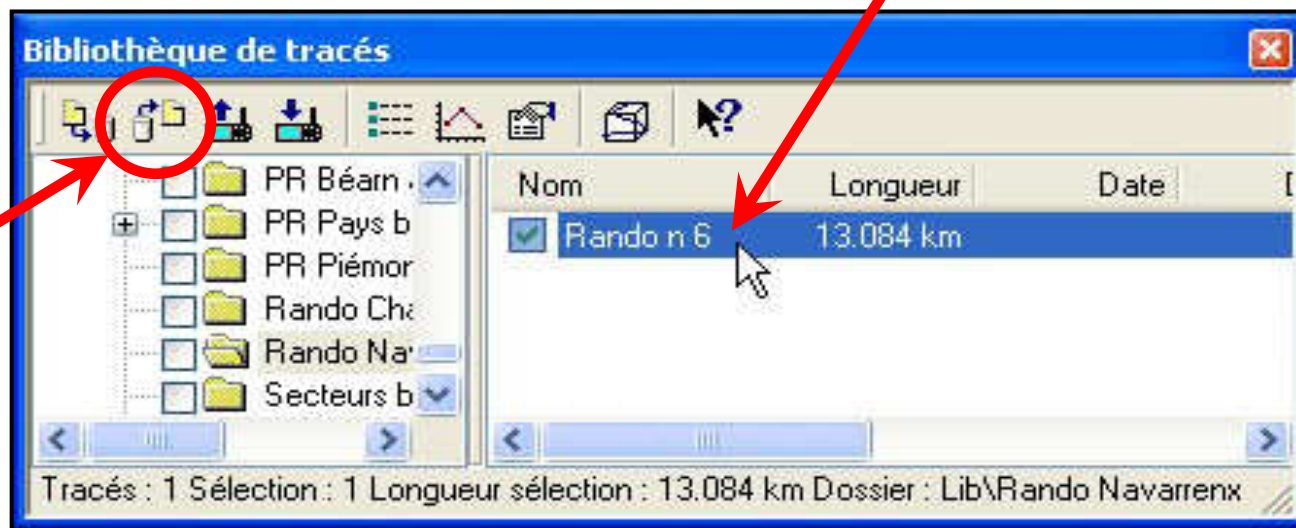 Bibliothèque de tracés
PR Béarn
PR Pays b
PR Piémor
Rando Cha
Rando Nav
Secteurs b
Nom Longueur Date
Rando n 6 13.084 km
Tracés : 1 Sélection : 1 Longueur sélection : 13.084 km Dossier : Lib\Rando Navarrenx